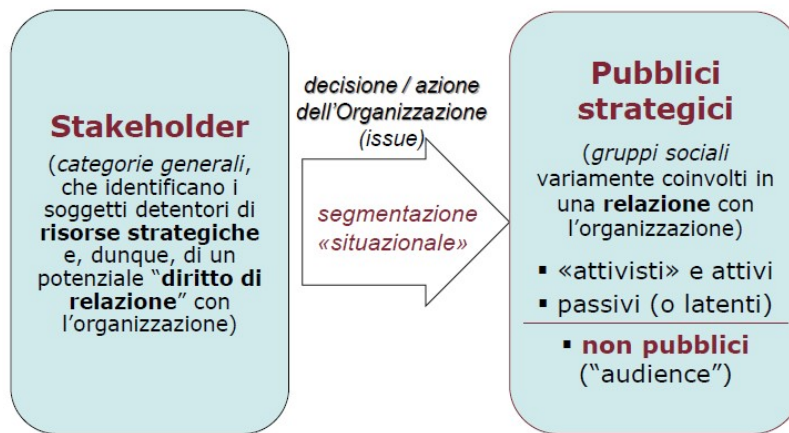 Stakeholder
(categorie generali,
che identificano i
soggetti detentori di
risorse strategiche
e, dunque, di un
potenziale “diritto di
relazione” con
l’organizzazione)
decisione / azione
dell’Organizzazione
(issue)
segmentazione
«situazionale»
Pubblici
strategici
(gruppi sociali
variamente coinvolti in
una relazione con
l’organizzazione)
▪ «attivisti» e attivi
▪ passivi (o latenti)
▪ non pubblici
(“audience”)